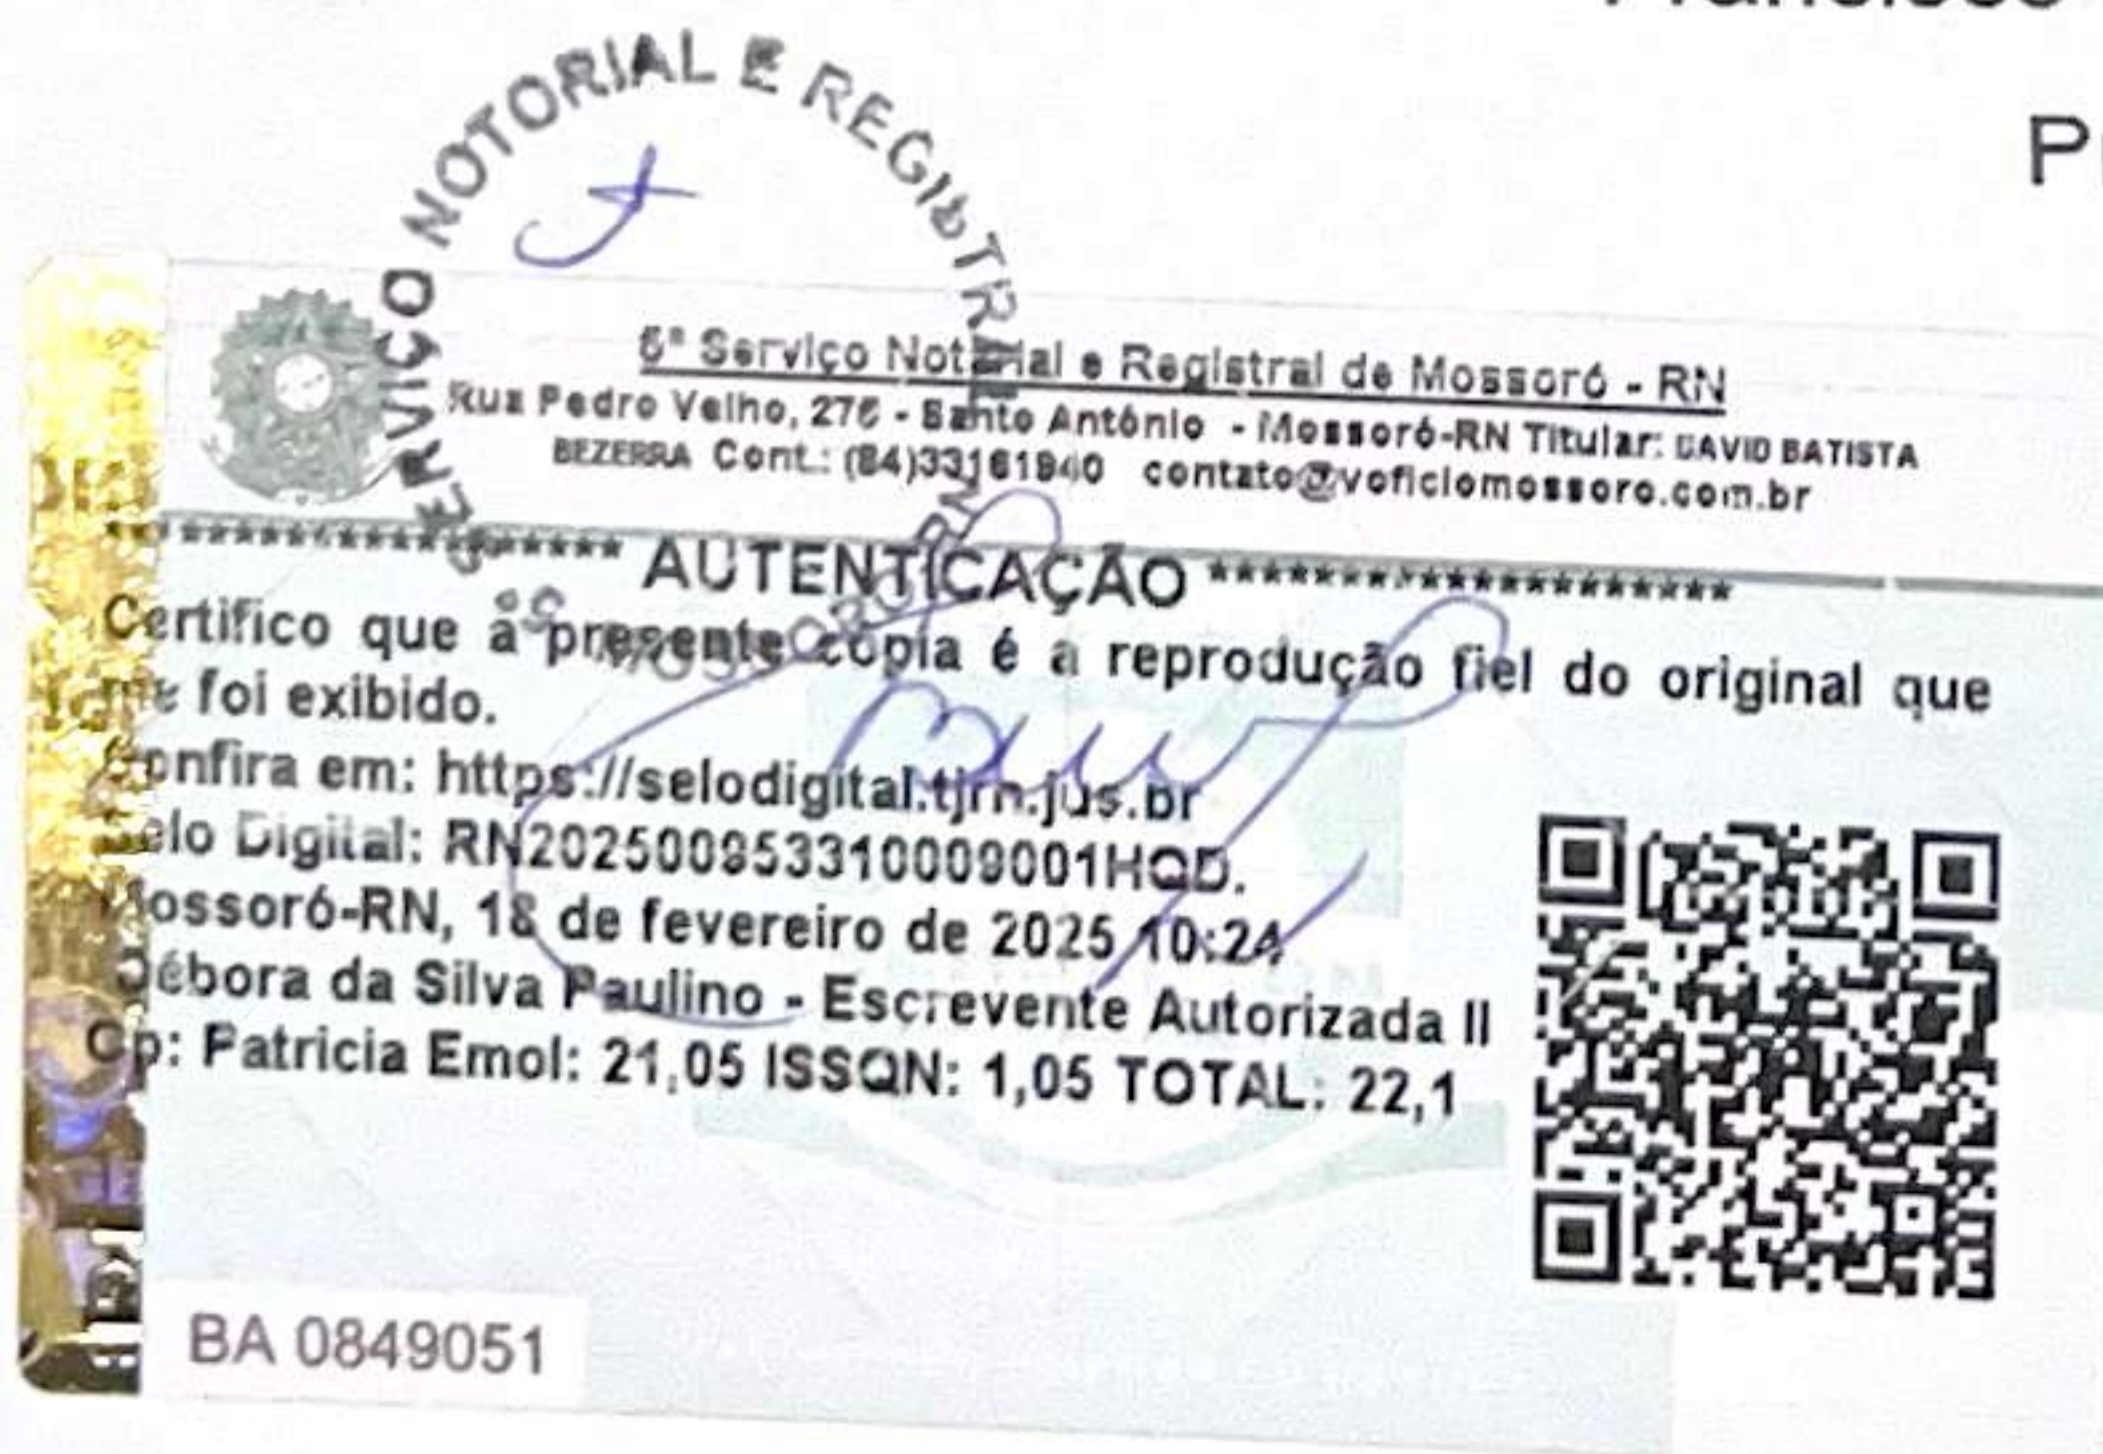 SERVIÇO NOTORIAL E REGISTRAL
Serviço Notarial e Registral de Mossoró - RN
Rua Pedro Velho, 276 - Santo Antônio - Mossoró-RN Titular: DAVID BATISTA
BEZERRA Cont.: (84)33161840 contato@voficiomossoro.com.br
******************** AUTENTICAÇÃO ********************
Certifico que a presente cópia é a reprodução fiel do original que
me foi exibido.
Confira em: https://selodigital.tjrn.jus.br
Selo Digital: RN202500953310009001HQD.
Mossoró-RN, 18 de fevereiro de 2025 10:24
Débora da Silva Paulino - Escrevente Autorizada II
Op: Patricia Emol: 21,05 ISSQN: 1,05 TOTAL: 22,1
BA 0849051